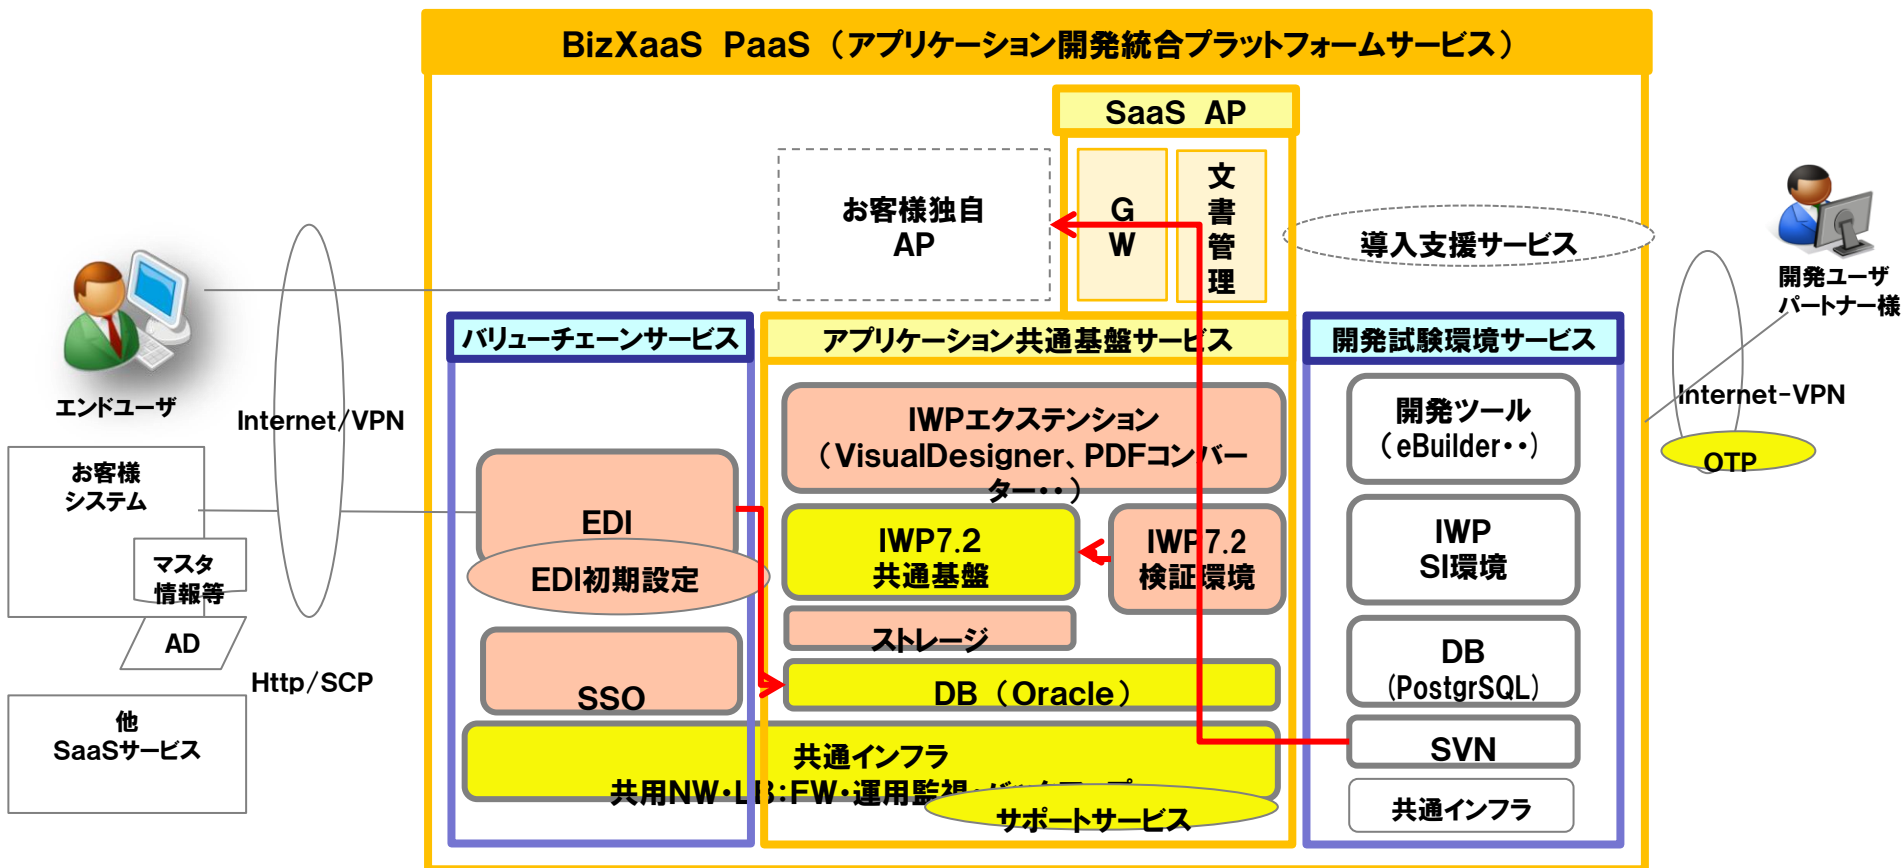 BizXaaS PaaS（アプリケーション開発統合プラットフォームサービス）
SaaS AP
お客様独自
AP
G
W
文
書
管
理
導入支援サービス
開発ユーザ
パートナー様
エンドユーザ
Internet/VPN
Internet-VPN
OTP
お客様
システム
マスタ
情報等
AD
Http/SCP
他
SaaSサービス
バリューチェーンサービス
EDI
EDI初期設定
SSO
アプリケーション共通基盤サービス
IWPエクステンション
（VisualDesigner、PDFコンバー
ター・・）
IWP7.2
共通基盤
IWP7.2
検証環境
ストレージ
DB（Oracle）
共通インフラ
共用NW・LB：FW・運用監視・バックアップ
サポートサービス
開発試験環境サービス
開発ツール
（eBuilder・・）
IWP
SI環境
DB
(PostgrSQL)
SVN
共通インフラ